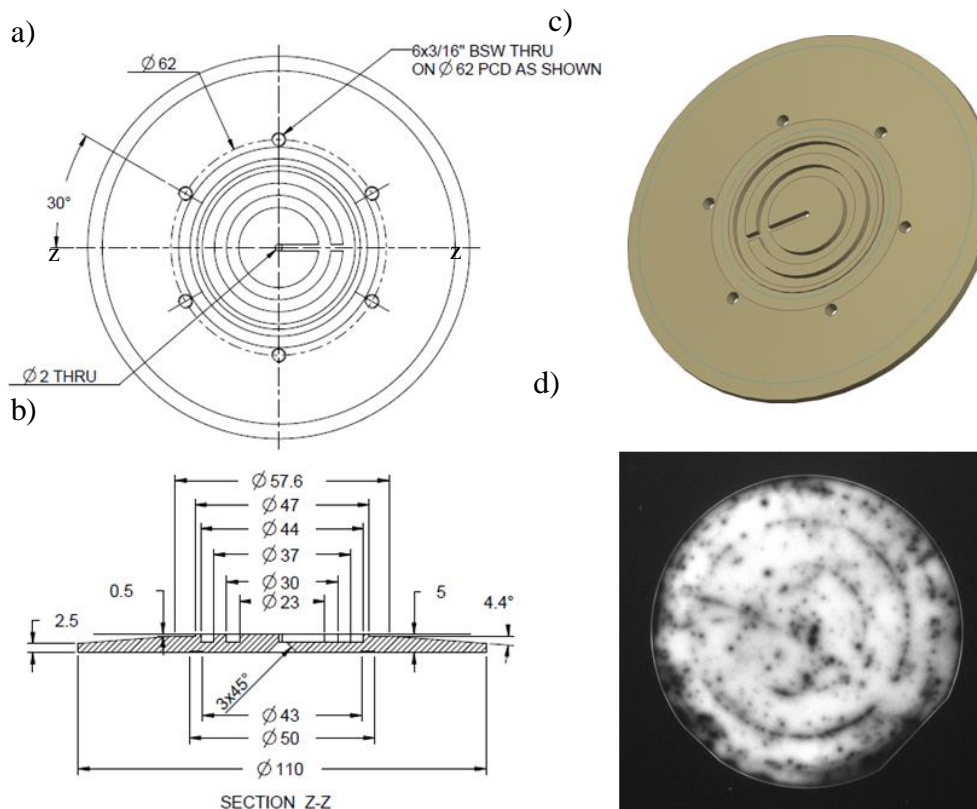 a)
c)
6x3/16" BSW THRU
ON Ø 62 PCD AS SHOWN
Ø 62
30°
z
z
Ø 2 THRU
b)
d)
Ø 57.6
Ø 47
Ø 44
Ø 37
Ø 30
Ø 23
0.5
2.5
5
4.4°
3x45°
Ø 43
Ø 50
Ø 110
SECTION Z-Z